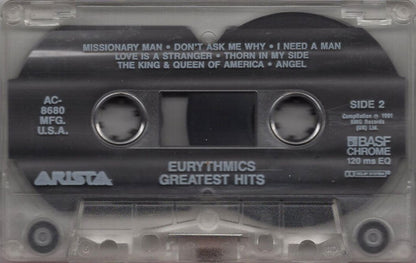 MISSIONARY MAN • DON'T ASK ME WHY • I NEED A MAN
LOVE IS A STRANGER • THORN IN MY SIDE
THE KING & QUEEN OF AMERICA • ANGEL
AC-
8680
MFG.
U.S.A.
SIDE 2
Compilation ℗ 1991
BMG Records
(UK) Ltd.
BASF
CHROME
120 ms EQ
DOLBY SYSTEM
ARISTA
EURYTHMICS
GREATEST HITS